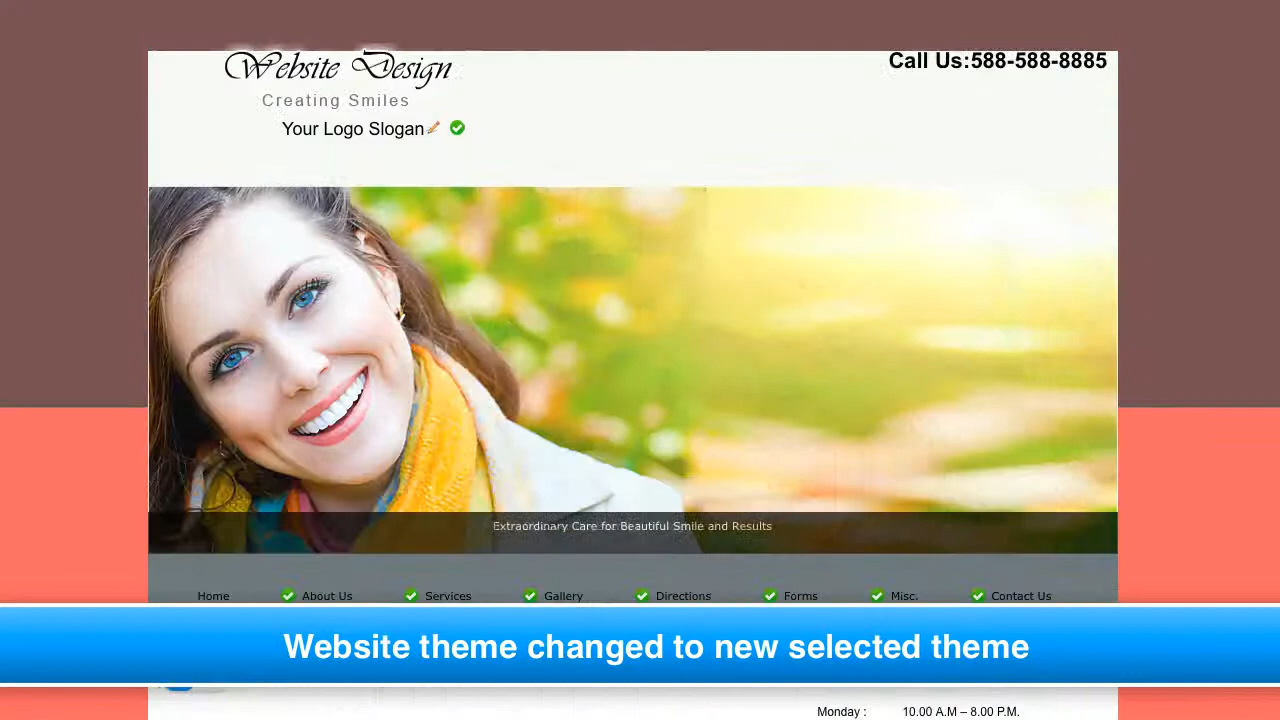 Website Design
Call Us:588-588-8885
Creating Smiles
Your Logo Slogan
Extraordinary Care for Beautiful Smile and Results
Home About Us Services Gallery Directions Forms Misc. Contact Us
Website theme changed to new selected theme
Monday : 10.00 A.M – 8.00 P.M.